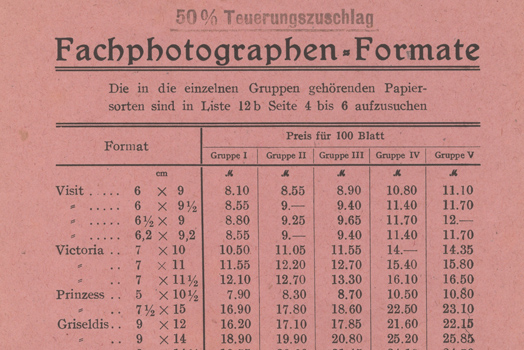 50% Teuerungszuschlag
Fachphotographen-Formate
Die in die einzelnen Gruppen gehörenden Papier-
sorten sind in Liste 12b Seite 4 bis 6 aufzusuchen
Format
Preis für 100 Blatt
Gruppe I Gruppe II Gruppe III Gruppe IV Gruppe V
cm ℳ ℳ ℳ ℳ ℳ
Visit ..... 6 × 9 8.10 8.55 8.90 10.80 11.10
" ..... 6 × 9½ 8.55 9.— 9.40 11.40 11.70
" ..... 6½ × 9 8.80 9.25 9.65 11.70 12.—
" ..... 6,2 × 9,2 8.55 9.— 9.40 11.40 11.70
Victoria .. 7 × 10 10.50 11.05 11.55 14.— 14.35
" .. 7 × 11 11.55 12.20 12.70 15.40 15.80
" .. 7 × 11½ 12.10 12.70 13.30 16.10 16.50
Prinzess .. 5 × 10½ 7.90 8.30 8.70 10.50 10.80
" .. 7½ × 15 16.90 17.80 18.60 22.50 23.10
Griseldis .. 9 × 12 16.20 17.10 17.85 21.60 22.15
" .. 9 × 14 18.90 19.90 20.80 25.20 25.85